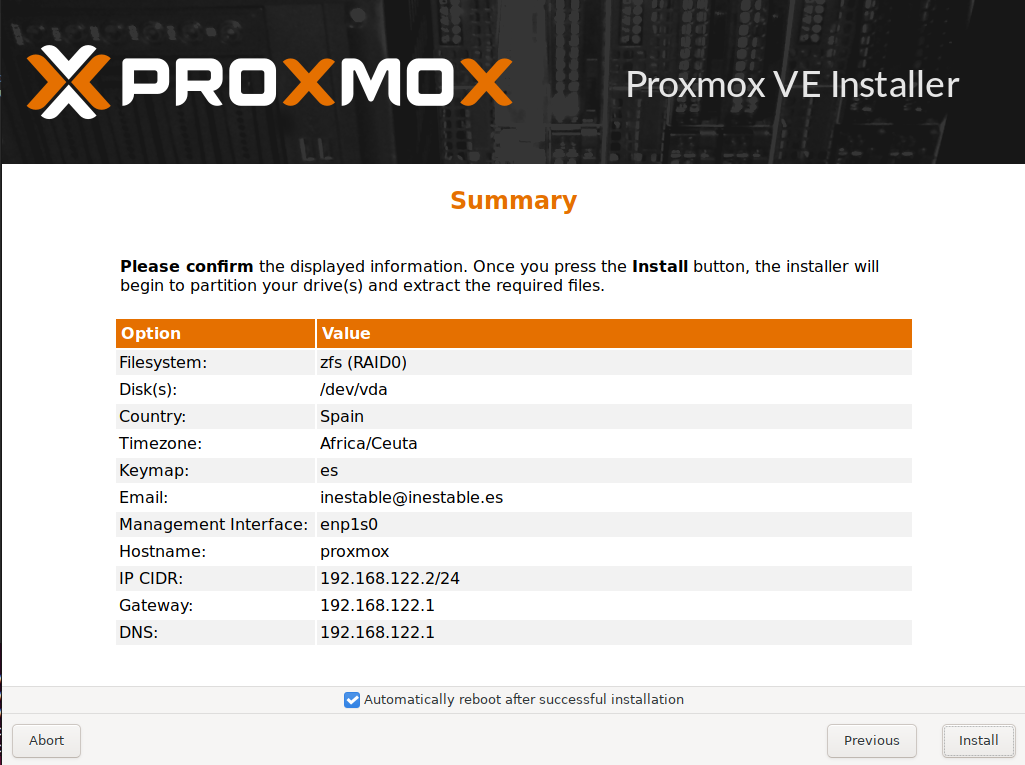 PROXMOX
Proxmox VE Installer
Summary
Please confirm the displayed information. Once you press the Install button, the installer will
begin to partition your drive(s) and extract the required files.
Option Value
Filesystem: zfs (RAID0)
Disk(s): /dev/vda
Country: Spain
Timezone: Africa/Ceuta
Keymap: es
Email: inestable@inestable.es
Management Interface: enp1s0
Hostname: proxmox
IP CIDR: 192.168.122.2/24
Gateway: 192.168.122.1
DNS: 192.168.122.1
Automatically reboot after successful installation
Abort Previous Install